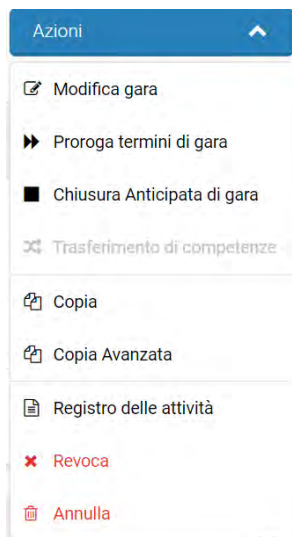 Azioni
Modifica gara
Proroga termini di gara
Chiusura Anticipata di gara
Trasferimento di competenze
Copia
Copia Avanzata
Registro delle attività
Revoca
Annulla